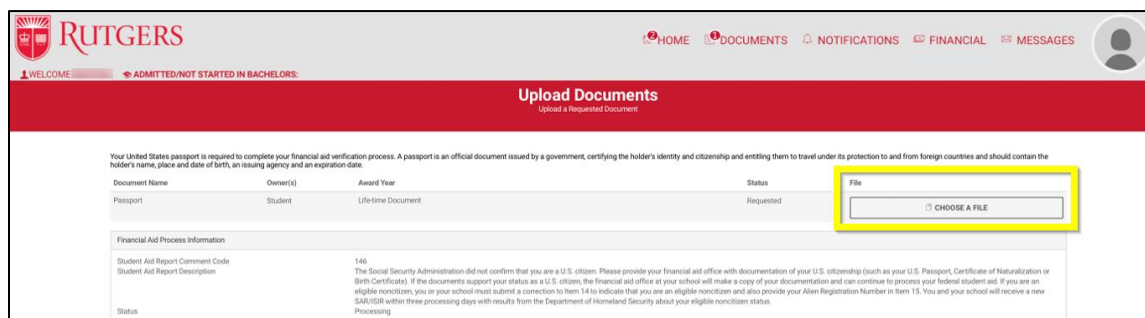 RUTGERS
2 HOME 1 DOCUMENTS NOTIFICATIONS FINANCIAL MESSAGES
WELCOME ADMITTED/NOT STARTED IN BACHELORS:
Upload Documents
Upload a Requested Document
Your United States passport is required to complete your financial aid verification process. A passport is an official document issued by a government, certifying the holder's identity and citizenship and entitling them to travel under its protection to and from foreign countries and should contain the
holder's name, place and date of birth, an issuing agency and an expiration date.
Document Name Owner(s) Award Year Status File
Passport Student Life-time Document Requested CHOOSE A FILE
Financial Aid Process Information
Student Aid Report Comment Code 146
Student Aid Report Description The Social Security Administration did not confirm that you are a U.S. citizen. Please provide your financial aid office with documentation of your U.S. citizenship (such as your U.S. Passport, Certificate of Naturalization or
Birth Certificate). If the documents support your status as a U.S. citizen, the financial aid office at your school will make a copy of your documentation and can continue to process your federal student aid. If you are an
eligible noncitizen, you or your school must submit a correction to Item 14 to indicate that you are an eligible noncitizen and also provide your Alien Registration Number in Item 15. You and your school will receive a new
SAR/ISIR within three processing days with results from the Department of Homeland Security about your eligible noncitizen status.
Status Processing